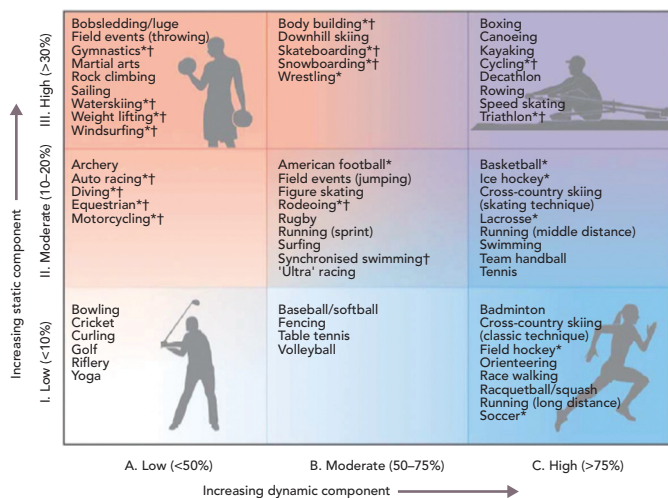 Increasing static component
III. High (>30%)
Bobsledding/luge
Field events (throwing)
Gymnastics*†
Martial arts
Rock climbing
Sailing
Waterskiing*†
Weight lifting*†
Windsurfing*†
Body building*†
Downhill skiing
Skateboarding*†
Snowboarding*†
Wrestling*
Boxing
Canoeing
Kayaking
Cycling*†
Decathlon
Rowing
Speed skating
Triathlon*†
II. Moderate (10–20%)
Archery
Auto racing*†
Diving*†
Equestrian*†
Motorcycling*†
American football*
Field events (jumping)
Figure skating
Rodeoing*†
Rugby
Running (sprint)
Surfing
Synchronised swimming†
'Ultra' racing
Basketball*
Ice hockey*
Cross-country skiing
(skating technique)
Lacrosse*
Running (middle distance)
Swimming
Team handball
Tennis
I. Low (<10%)
Bowling
Cricket
Curling
Golf
Riflery
Yoga
Baseball/softball
Fencing
Table tennis
Volleyball
Badminton
Cross-country skiing
(classic technique)
Field hockey*
Orienteering
Race walking
Racquetball/squash
Running (long distance)
Soccer*
A. Low (<50%)
B. Moderate (50–75%)
C. High (>75%)
Increasing dynamic component